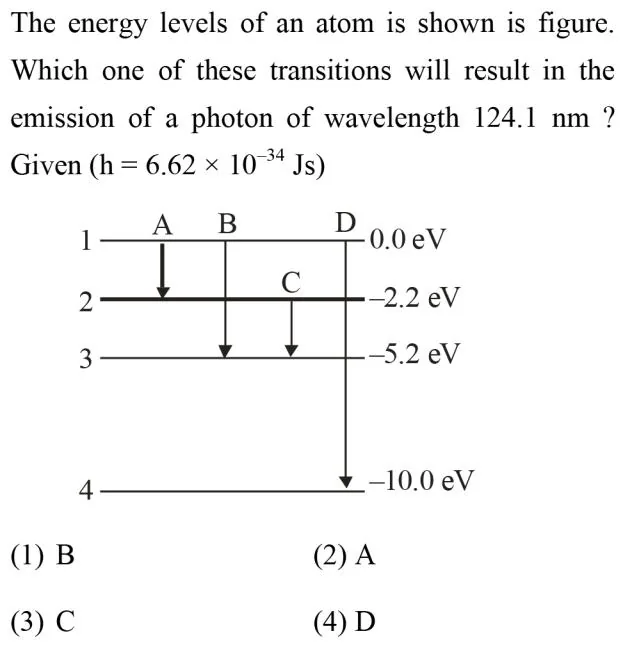 The energy levels of an atom is shown is figure.
Which one of these transitions will result in the
emission of a photon of wavelength 124.1 nm ?
Given (h = 6.62 × 10⁻³⁴ Js)
A B D
1 0.0 eV
C
2 –2.2 eV
3 –5.2 eV
4 –10.0 eV
(1) B (2) A
(3) C (4) D